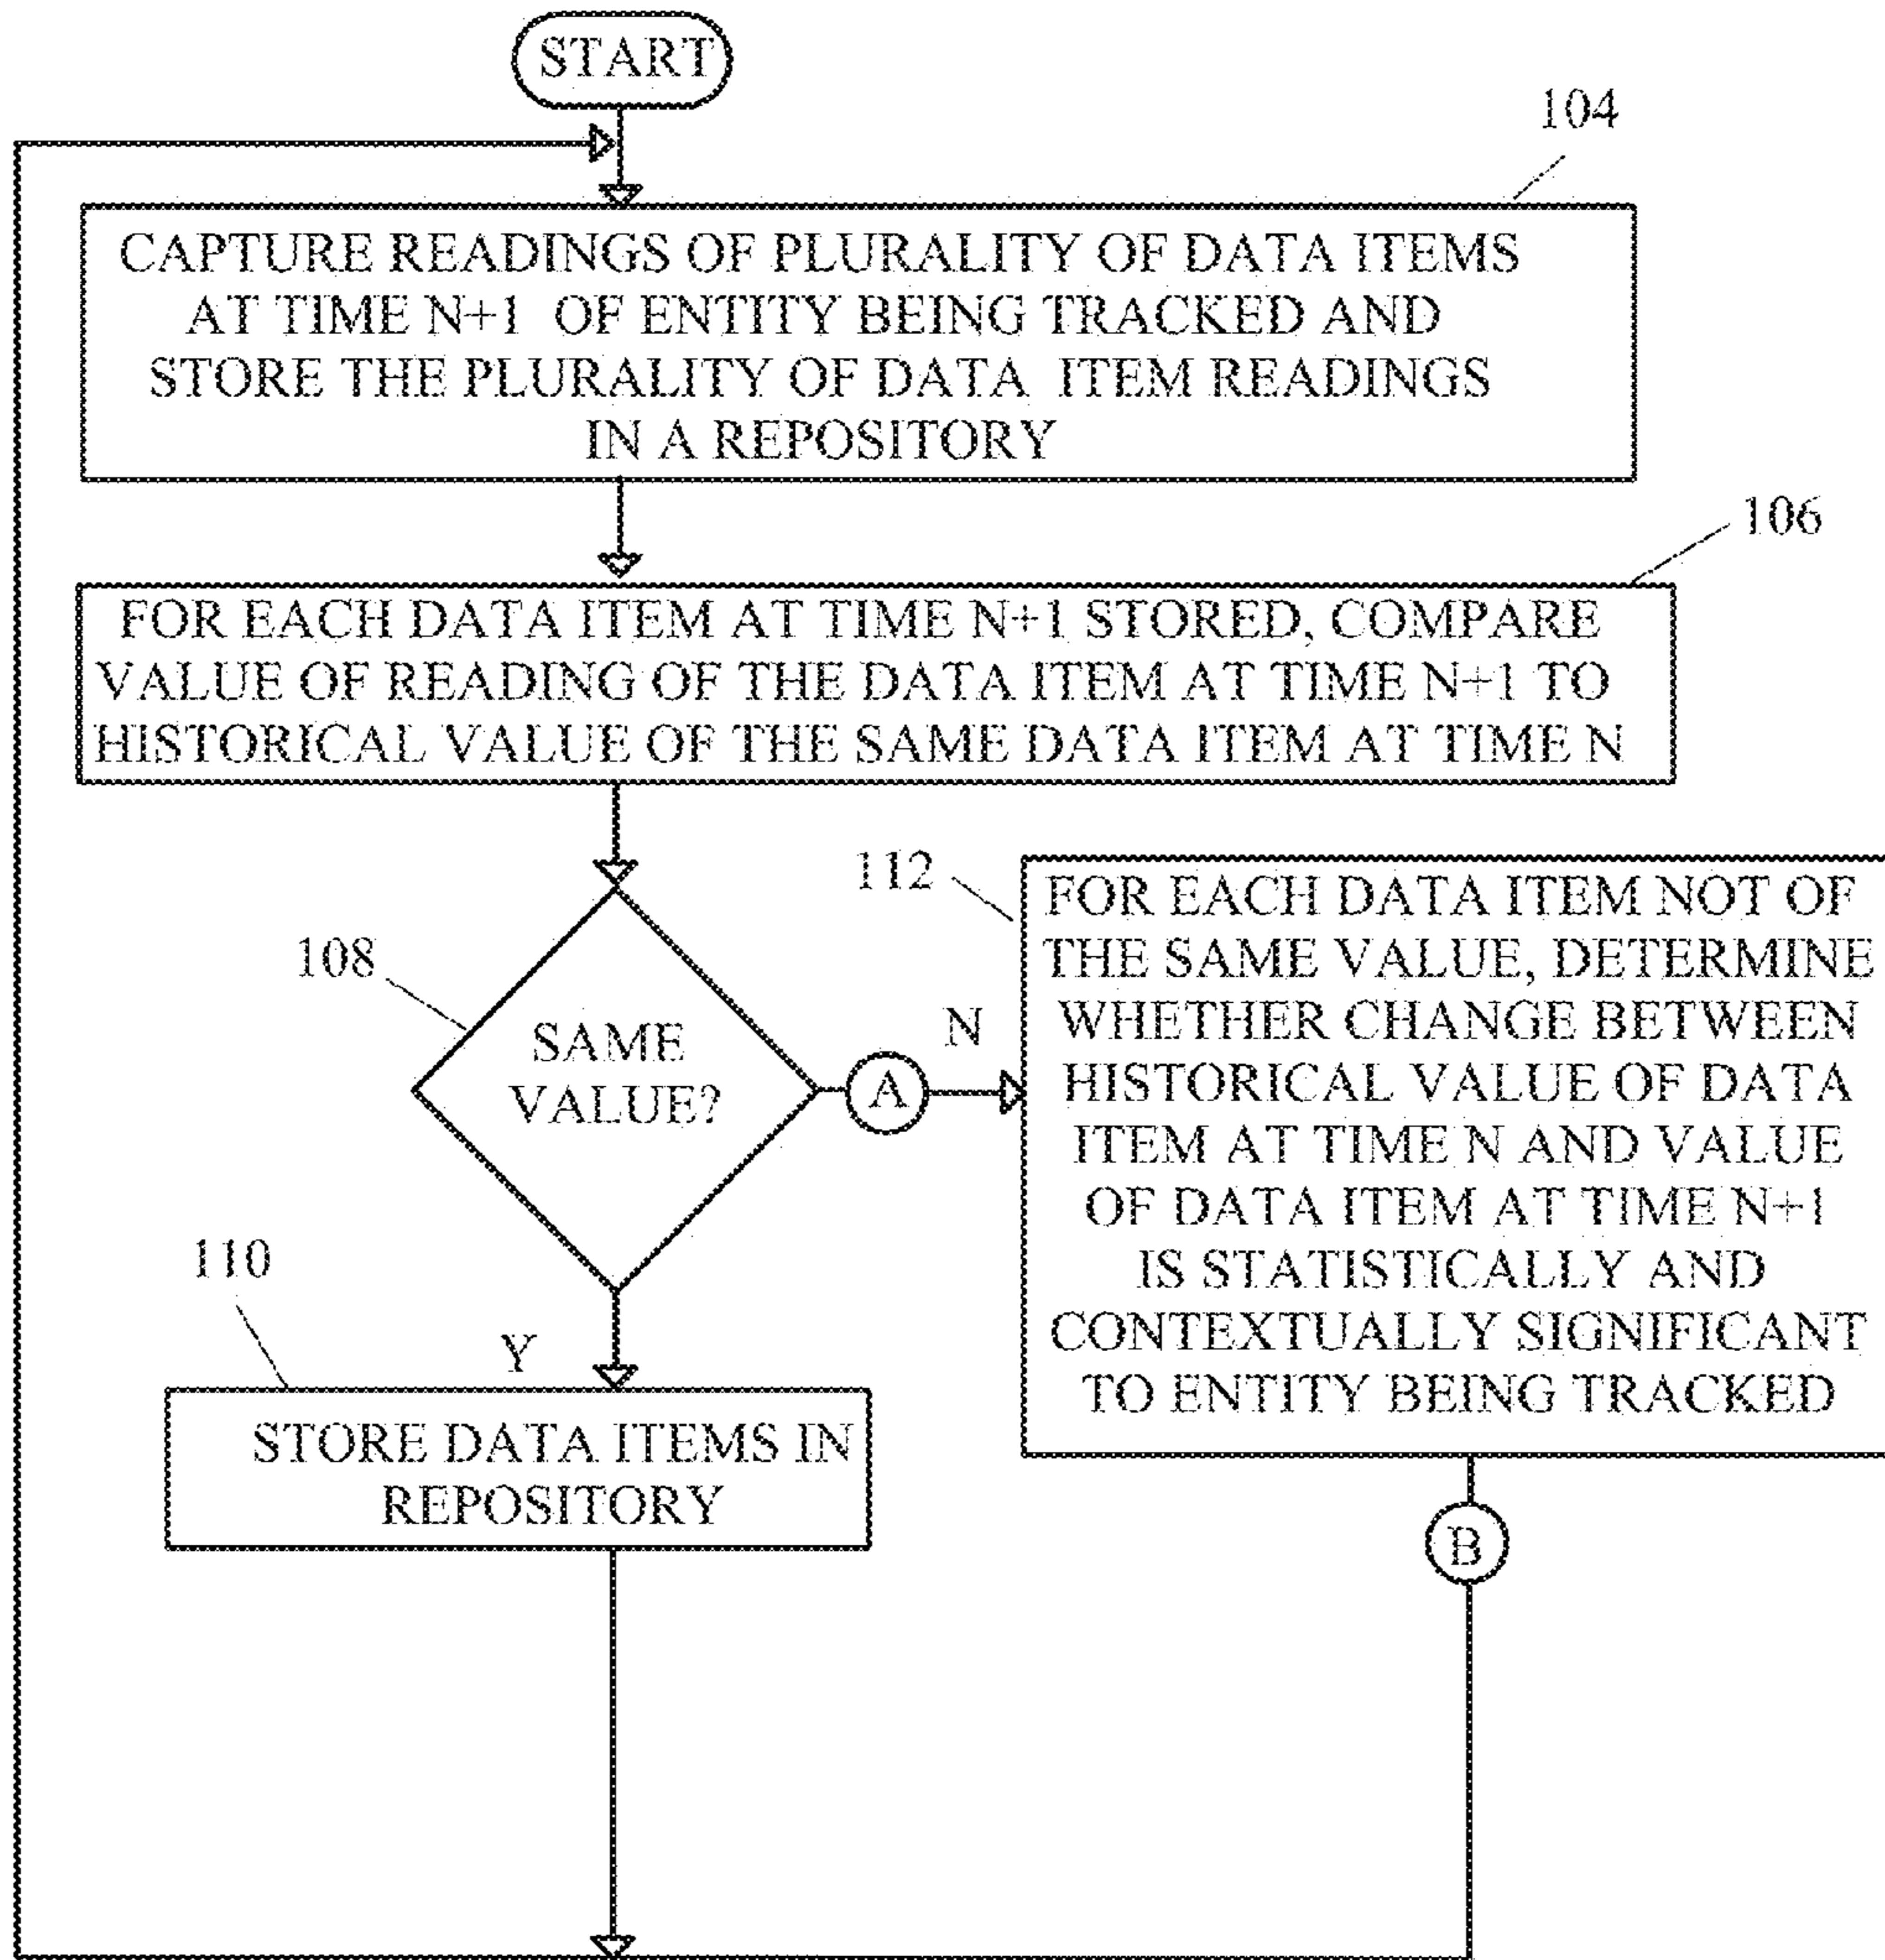 START
104
CAPTURE READINGS OF PLURALITY OF DATA ITEMS
AT TIME N+1 OF ENTITY BEING TRACKED AND
STORE THE PLURALITY OF DATA ITEM READINGS
IN A REPOSITORY
106
FOR EACH DATA ITEM AT TIME N+1 STORED, COMPARE
VALUE OF READING OF THE DATA ITEM AT TIME N+1 TO
HISTORICAL VALUE OF THE SAME DATA ITEM AT TIME N
108
SAME
VALUE?
A
N
112
FOR EACH DATA ITEM NOT OF
THE SAME VALUE, DETERMINE
WHETHER CHANGE BETWEEN
HISTORICAL VALUE OF DATA
ITEM AT TIME N AND VALUE
OF DATA ITEM AT TIME N+1
IS STATISTICALLY AND
CONTEXTUALLY SIGNIFICANT
TO ENTITY BEING TRACKED
110
Y
STORE DATA ITEMS IN
REPOSITORY
B